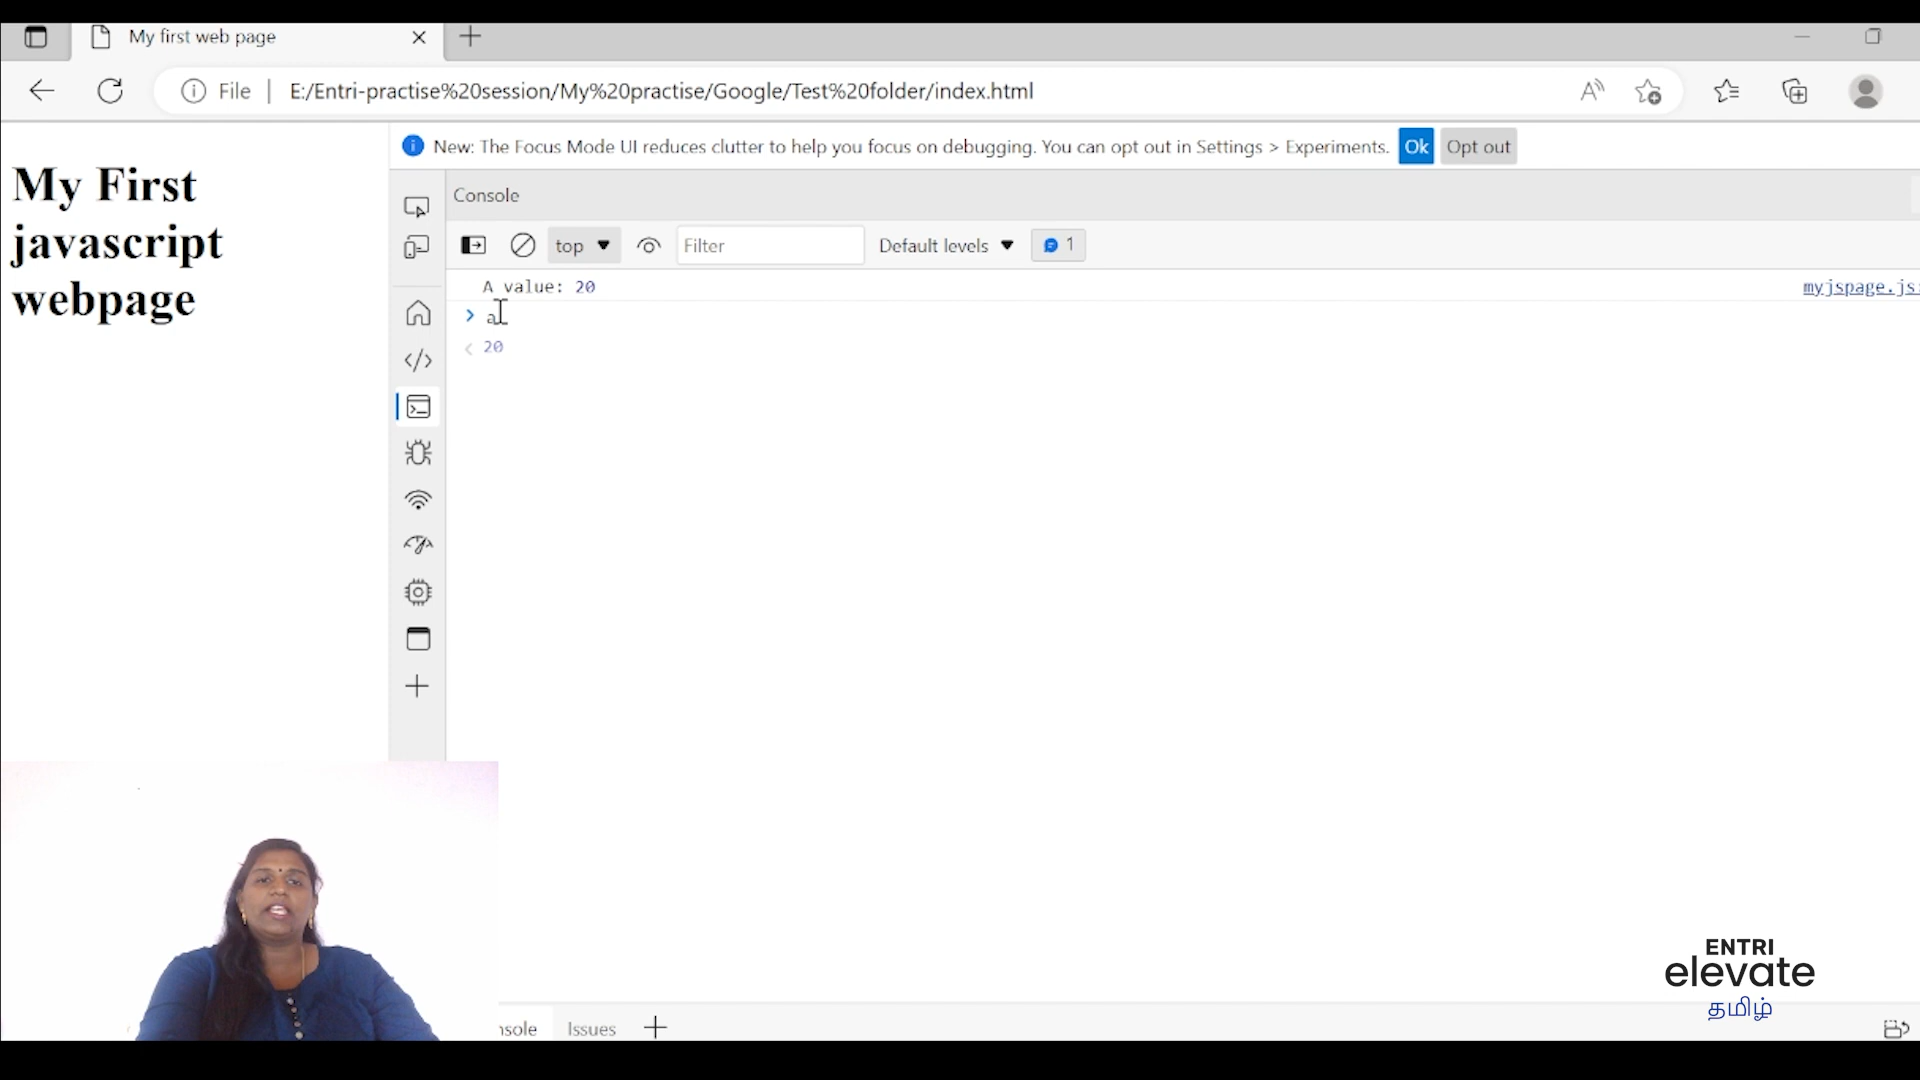 My first web page
File
E:/Entri-practise%20session/My%20practise/Google/Test%20folder/index.html
New: The Focus Mode UI reduces clutter to help you focus on debugging. You can opt out in Settings > Experiments. Ok Opt out
My First
javascript
webpage
Console
top
Filter
Default levels
1
A value: 20
myjspage.js:
> a
< 20
nsole
Issues
ENTRI
elevate
தமிழ்